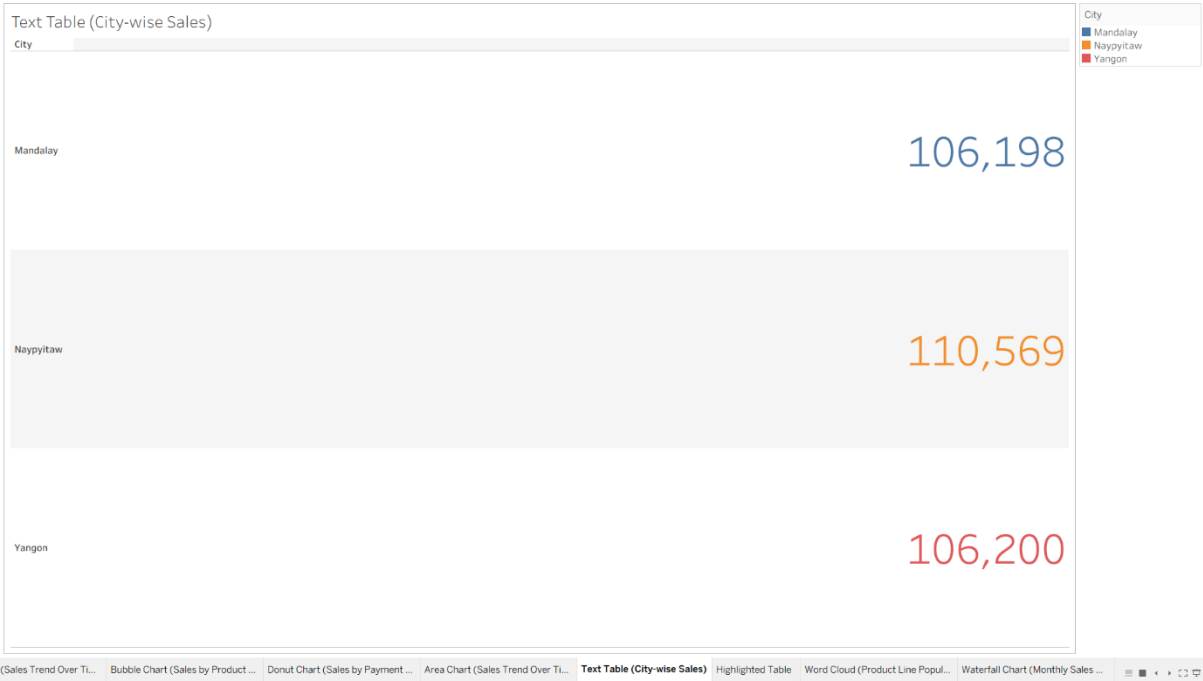 Text Table (City-wise Sales)
City
Mandalay 106,198
Naypyitaw 110,569
Yangon 106,200
City
Mandalay
Naypyitaw
Yangon
(Sales Trend Over Ti... Bubble Chart (Sales by Product ... Donut Chart (Sales by Payment ... Area Chart (Sales Trend Over Ti... Text Table (City-wise Sales) Highlighted Table Word Cloud (Product Line Popul... Waterfall Chart (Monthly Sales ...